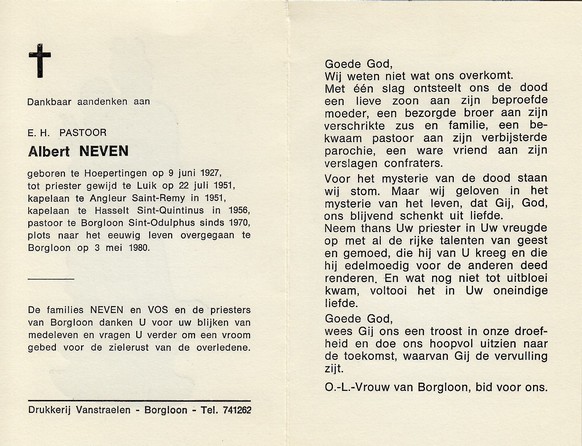 Dankbaar aandenken aan
E. H. PASTOOR
Albert NEVEN
geboren te Hoepertingen op 9 juni 1927,
tot priester gewijd te Luik op 22 juli 1951,
kapelaan te Angleur Saint-Remy in 1951,
kapelaan te Hasselt Sint-Quintinus in 1956,
pastoor te Borgloon Sint-Odulphus sinds 1970,
plots naar het eeuwig leven overgegaan te
Borgloon op 3 mei 1980.
De families NEVEN en VOS en de priesters
van Borgloon danken U voor uw blijken van
medeleven en vragen U verder om een vroom
gebed voor de zielerust van de overledene.
Drukkerij Vanstraelen - Borgloon - Tel. 741262
Goede God,
Wij weten niet wat ons overkomt.
Met één slag ontsteelt ons de dood
een lieve zoon aan zijn beproefde
moeder, een bezorgde broer aan zijn
verschrikte zus en familie, een be-
kwaam pastoor aan zijn verbijsterde
parochie, een ware vriend aan zijn
verslagen confraters.
Voor het mysterie van de dood staan
wij stom. Maar wij geloven in het
mysterie van het leven, dat Gij, God,
ons blijvend schenkt uit liefde.
Neem thans Uw priester in Uw vreugde
op met al de rijke talenten van geest
en gemoed, die hij van U kreeg en die
hij edelmoedig voor de anderen deed
renderen. En wat nog niet tot uitbloei
kwam, voltooi het in Uw oneindige
liefde.
Goede God,
wees Gij ons een troost in onze droef-
heid en doe ons hoopvol uitzien naar
de toekomst, waarvan Gij de vervulling
zijt.
O.-L.-Vrouw van Borgloon, bid voor ons.